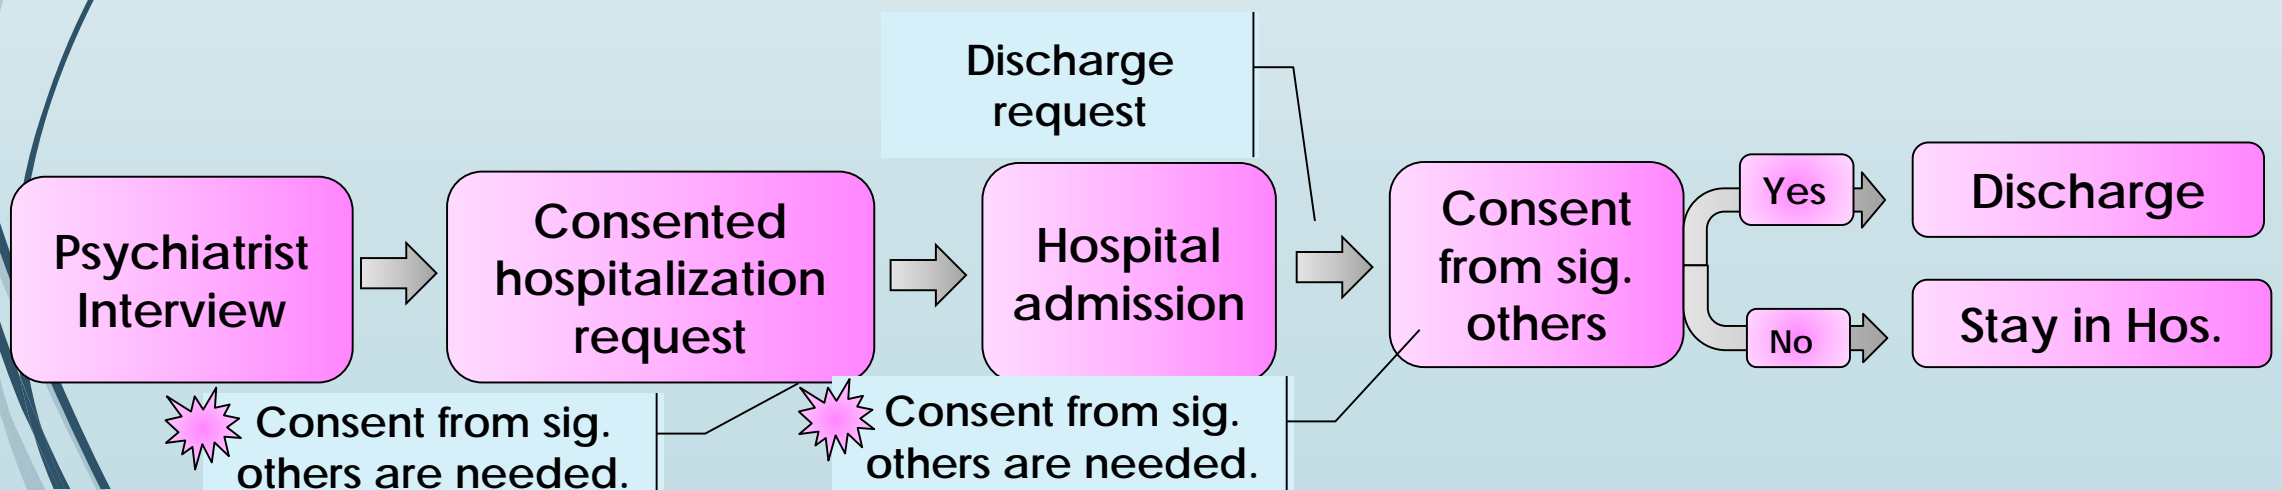 Discharge
request
Psychiatrist
Interview
Consented
hospitalization
request
Hospital
admission
Consent
from sig.
others
Yes
Discharge
No
Stay in Hos.
Consent from sig.
others are needed.
Consent from sig.
others are needed.